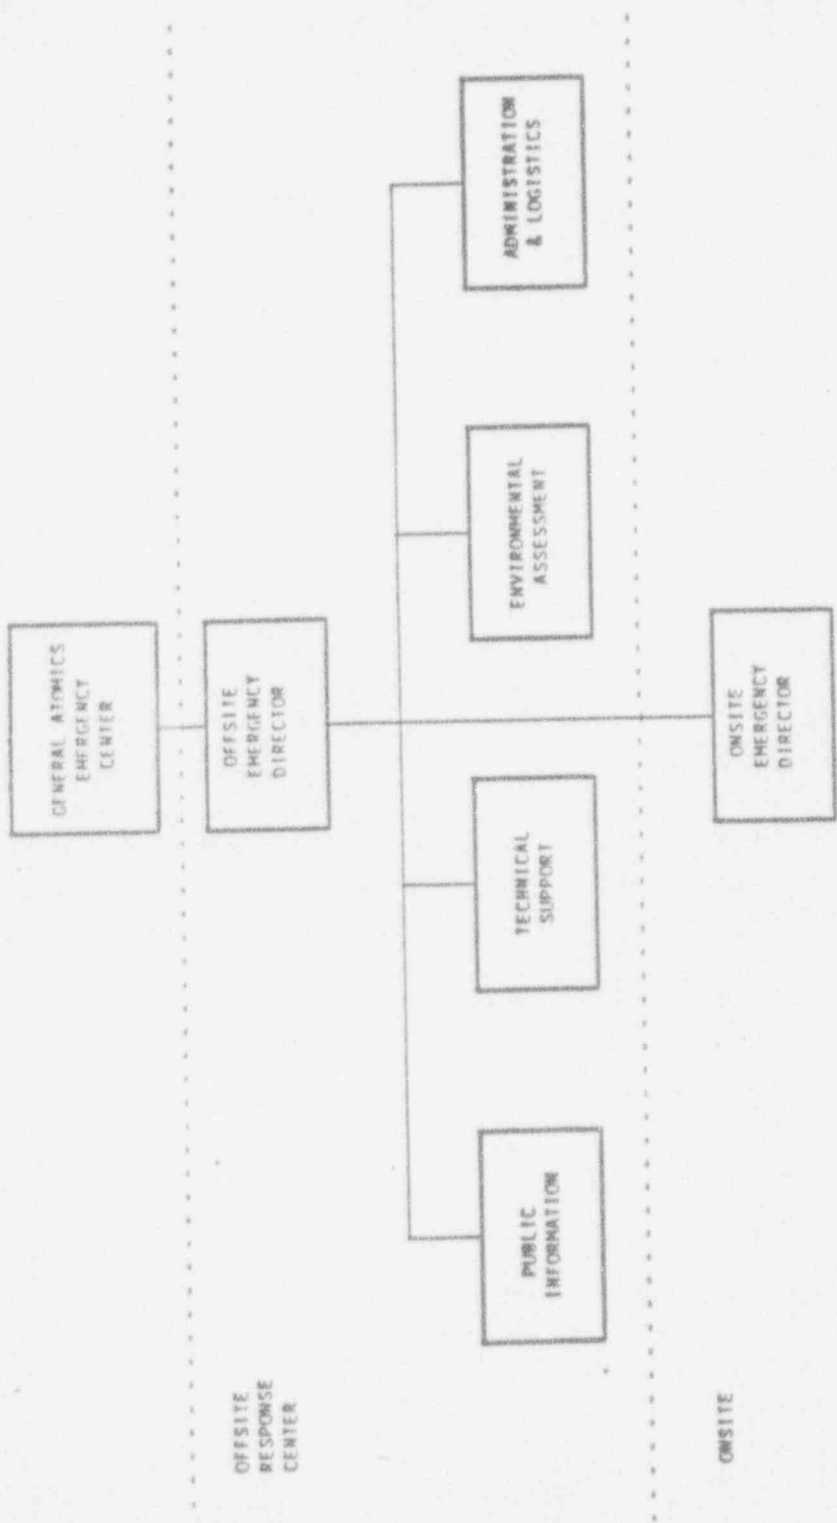 GENERAL ATOMICS
EMERGENCY
CENTER
OFFSITE
RESPONSE
CENTER
OFFSITE
EMERGENCY
DIRECTOR
PUBLIC
INFORMATION
TECHNICAL
SUPPORT
ENVIRONMENTAL
ASSESSMENT
ADMINISTRATION
& LOGISTICS
ONSITE
ONSITE
EMERGENCY
DIRECTOR